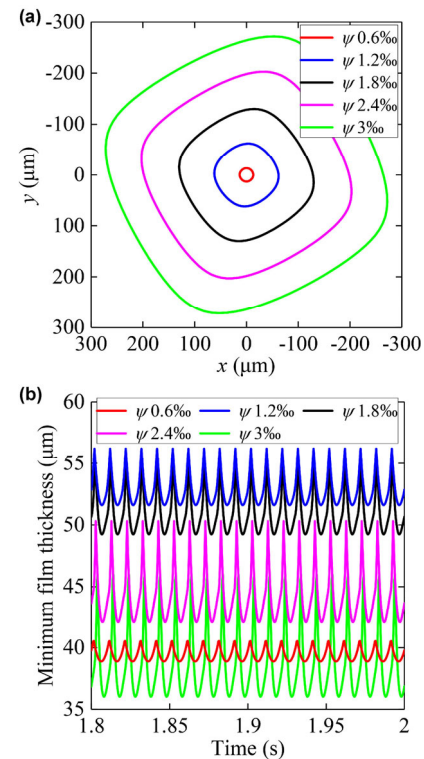 (a)
-300
-200
-100
0
100
200
300
y (μm)
ψ 0.6‰
ψ 1.2‰
ψ 1.8‰
ψ 2.4‰
ψ 3‰
300 200 100 0 -100 -200 -300
x (μm)
(b)
60
55
50
45
40
35
Minimum film thickness (μm)
ψ 0.6‰ ψ 1.2‰ ψ 1.8‰
ψ 2.4‰ ψ 3‰
1.8 1.85 1.9 1.95 2
Time (s)